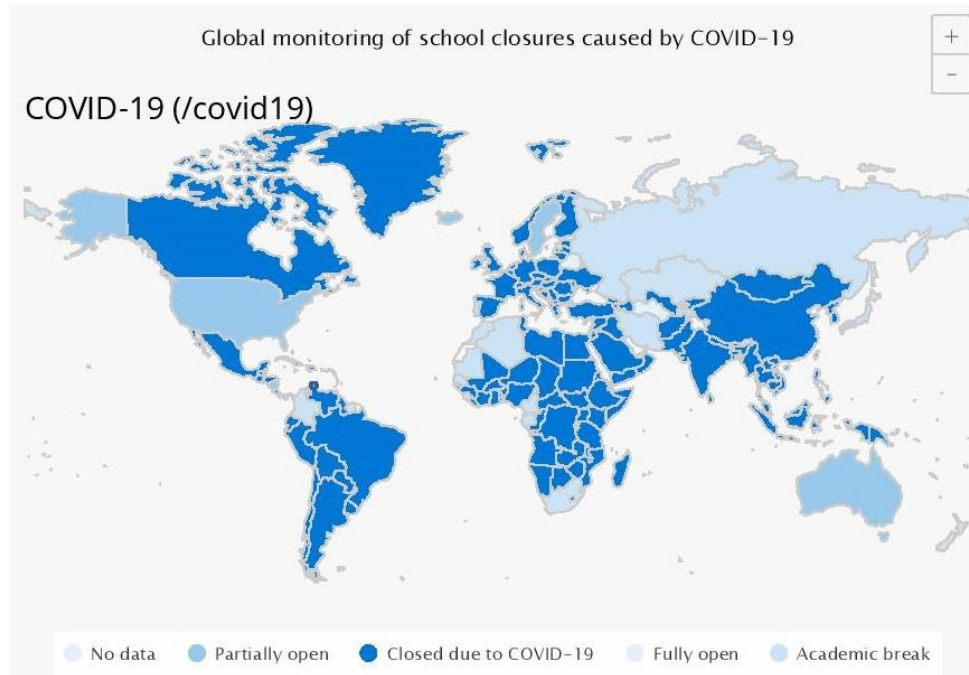 Global monitoring of school closures caused by COVID-19
+
-
COVID-19 (/covid19)
No data
Partially open
Closed due to COVID-19
Fully open
Academic break